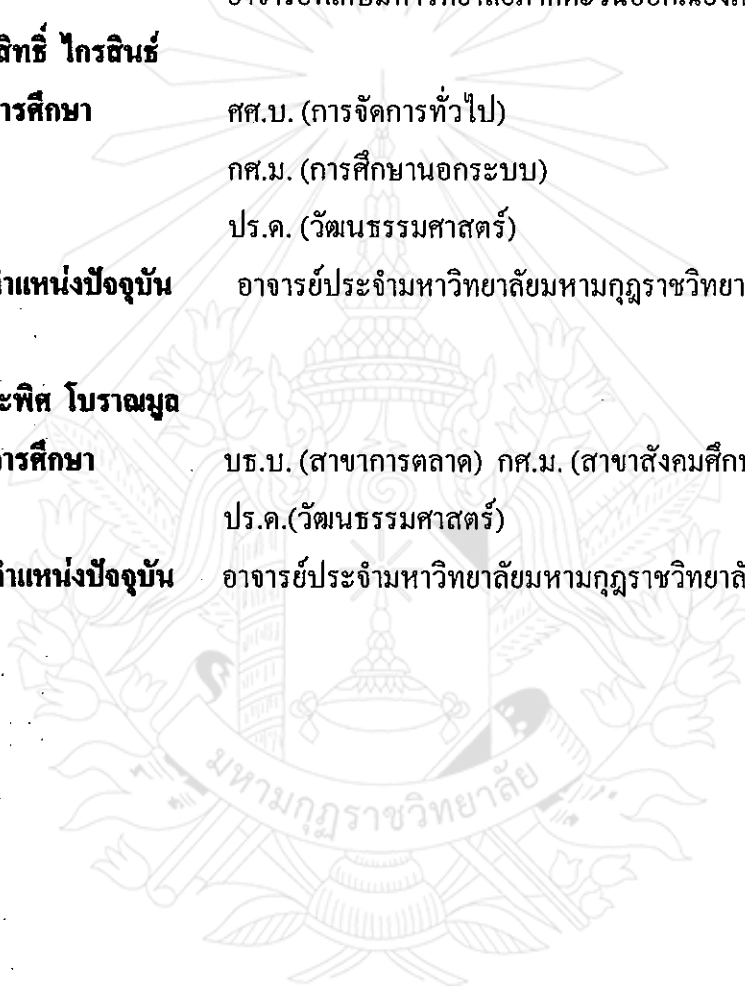 สิทธิ์ ไกรสินธ์
การศึกษา ศศ.บ. (การจัดการทั่วไป)
กศ.ม. (การศึกษานอกระบบ)
ปร.ด. (วัฒนธรรมศาสตร์)
ตำแหน่งปัจจุบัน อาจารย์ประจำมหาวิทยาลัยมหามกุฏราชวิทยา
ะพิศ โบราณมูล
การศึกษา บธ.บ. (สาขาการตลาด) กศ.ม. (สาขาสังคมศึก
ปร.ด.(วัฒนธรรมศาสตร์)
ตำแหน่งปัจจุบัน อาจารย์ประจำมหาวิทยาลัยมหามกุฏราชวิทยาลั
มหามกุฏราชวิทยาลัย